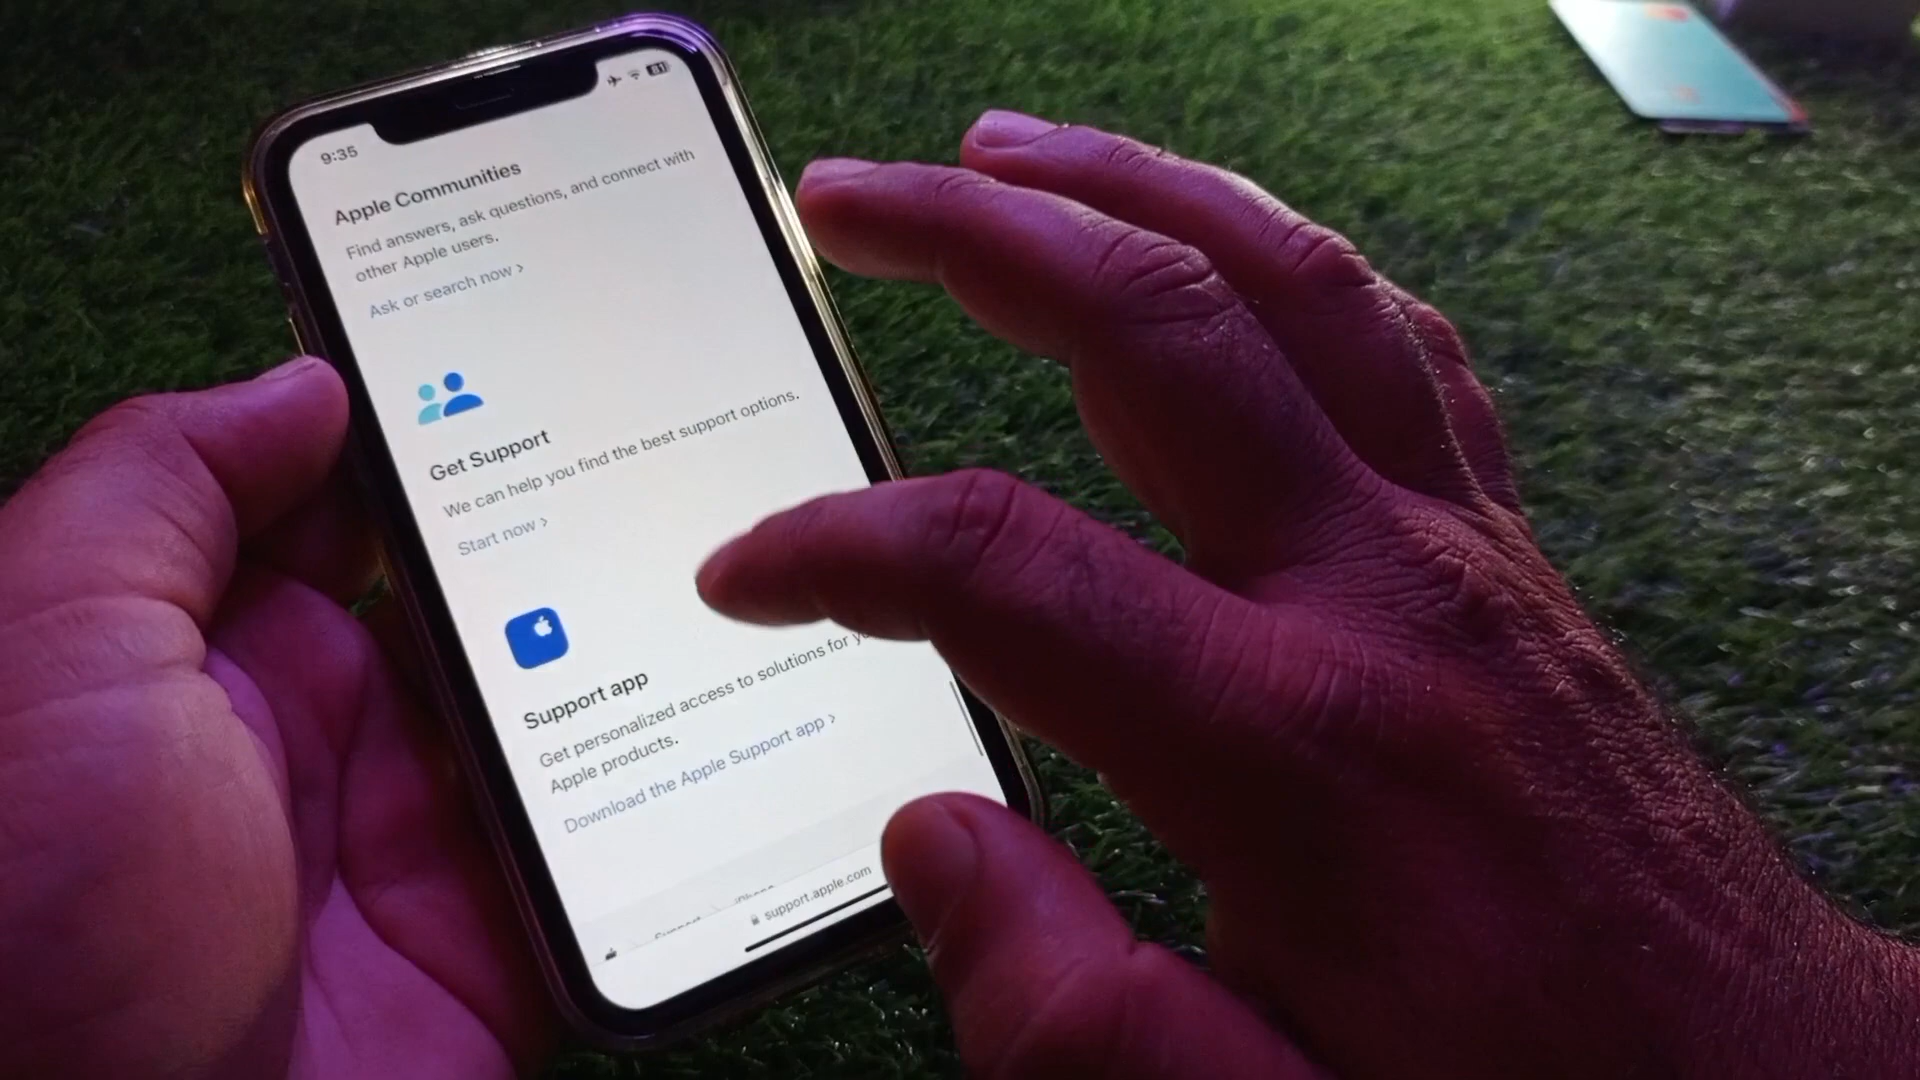 9:35
81
Apple Communities
Find answers, ask questions, and connect with
other Apple users.
Ask or search now >
Get Support
We can help you find the best support options.
Start now >
Support app
Get personalized access to solutions for
Apple products.
Download the Apple Support app >
support.apple.com